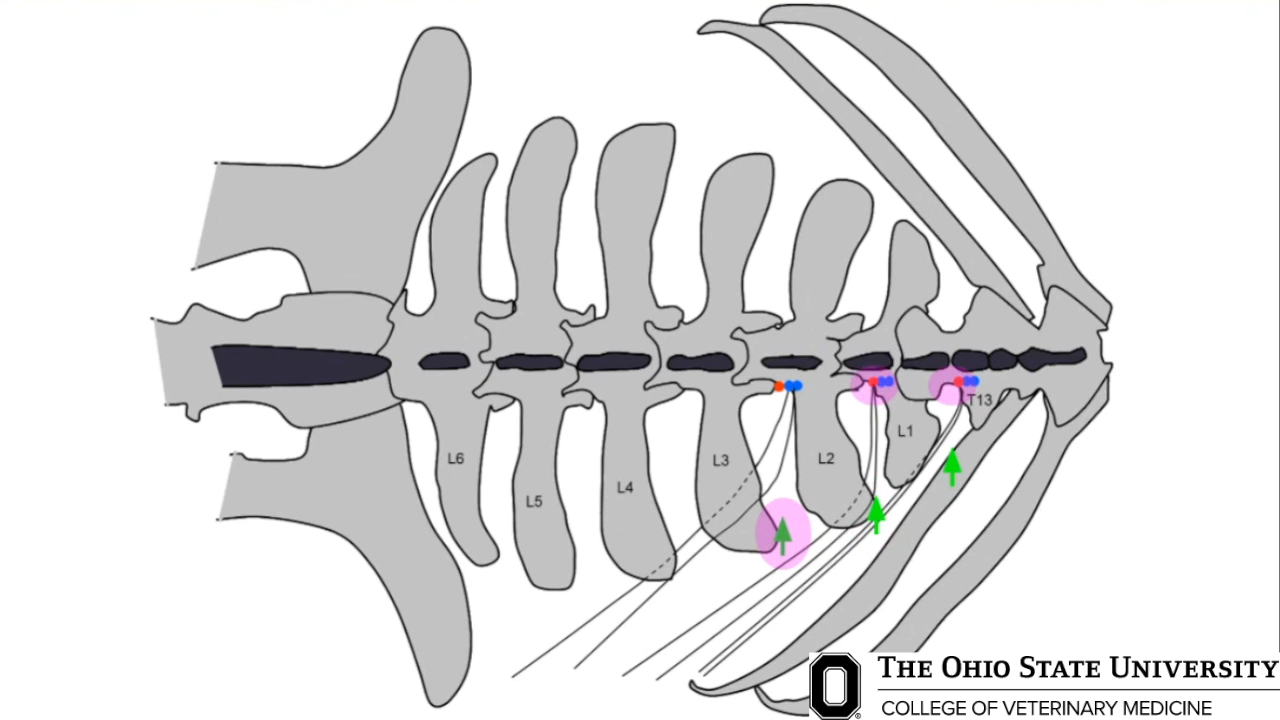 T13
L1
L2
L3
L4
L5
L6
THE OHIO STATE UNIVERSITY
COLLEGE OF VETERINARY MEDICINE